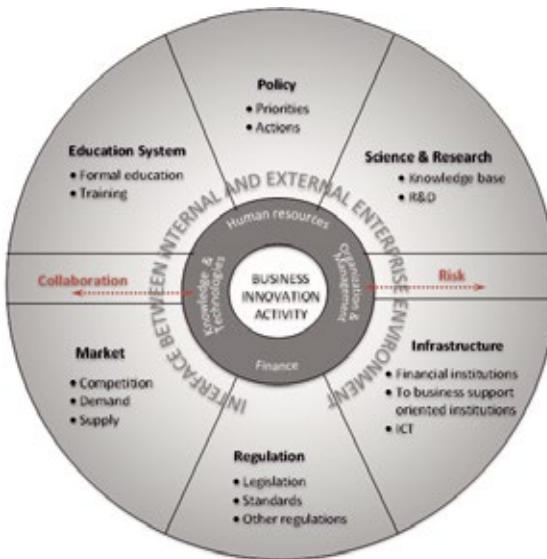 Policy
• Priorities
• Actions
Education System
• Formal education
• Training
Science & Research
• Knowledge base
• R&D
INTERFACE BETWEEN INTERNAL AND EXTERNAL ENTERPRISE ENVIRONMENT
Human resources
Knowledge &
Technologies
Organization &
Management
Finance
BUSINESS
INNOVATION
ACTIVITY
Collaboration
Risk
Market
• Competition
• Demand
• Supply
Infrastructure
• Financial institutions
• To business support
oriented institutions
• ICT
Regulation
• Legislation
• Standards
• Other regulations